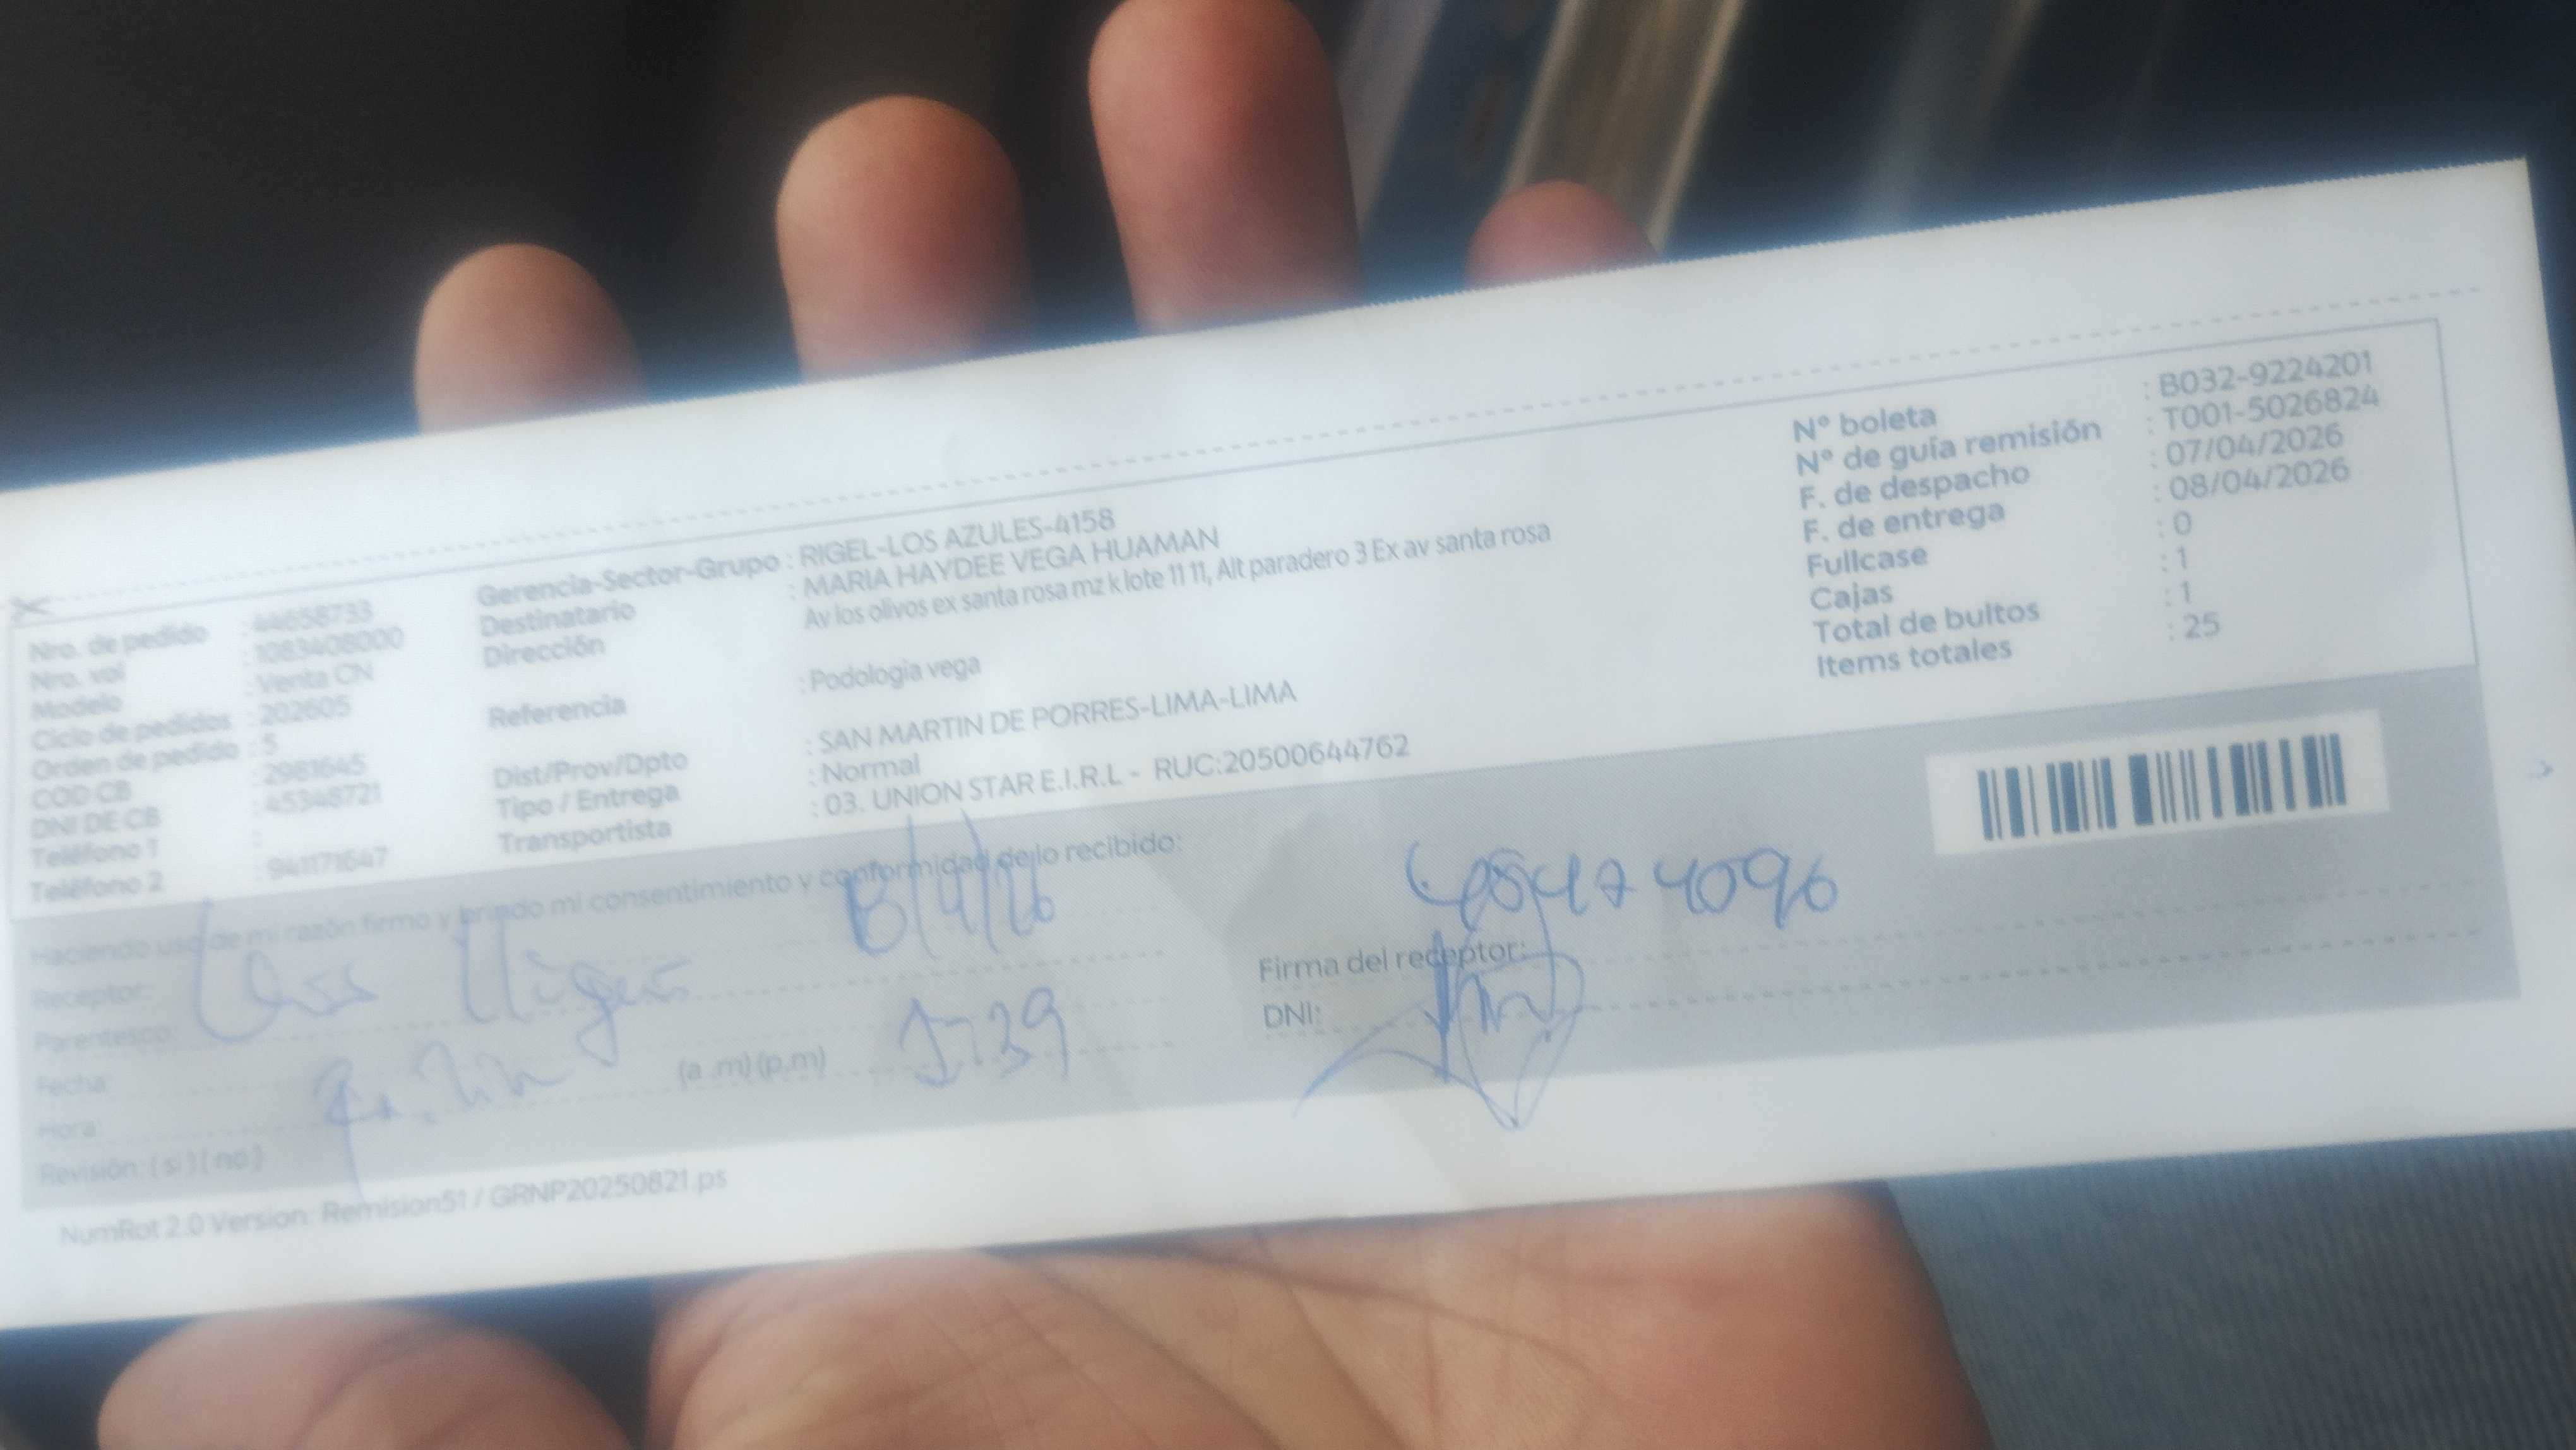 Nro. de pedido : 44658733
Nro. vol : 1083408000
Modelo : Venta CN
Ciclo de pedidos : 202605
Orden de pedido : 5
COD CB : 2981645
DNI DE CB : 45348721
Teléfono 1 :
Teléfono 2 : 941171647
Gerencia-Sector-Grupo : RIGEL-LOS AZULES-4158
Destinatario : MARIA HAYDEE VEGA HUAMAN
Dirección : Av los olivos ex santa rosa mz k lote 11 11, Alt paradero 3 Ex av santa rosa
Referencia : Podologia vega
Dist/Prov/Dpto : SAN MARTIN DE PORRES-LIMA-LIMA
Tipo / Entrega : Normal
Transportista : 03. UNION STAR E.I.R.L - RUC:20500644762
N° boleta : B032-9224201
N° de guía remisión : T001-5026824
F. de despacho : 07/04/2026
F. de entrega : 08/04/2026
Fullcase : 0
Cajas : 1
Total de bultos : 1
Items totales : 25
Haciendo uso de mi razón firmo y brindo mi consentimiento y conformidad de lo recibido:
Receptor:
Parentesco:
Fecha:
Hora: (a .m) (p.m)
Revisión: ( si ) ( no )
Firma del receptor:
DNI:
NumRot 2.0 Version: Remision51 / GRNP20250821.ps